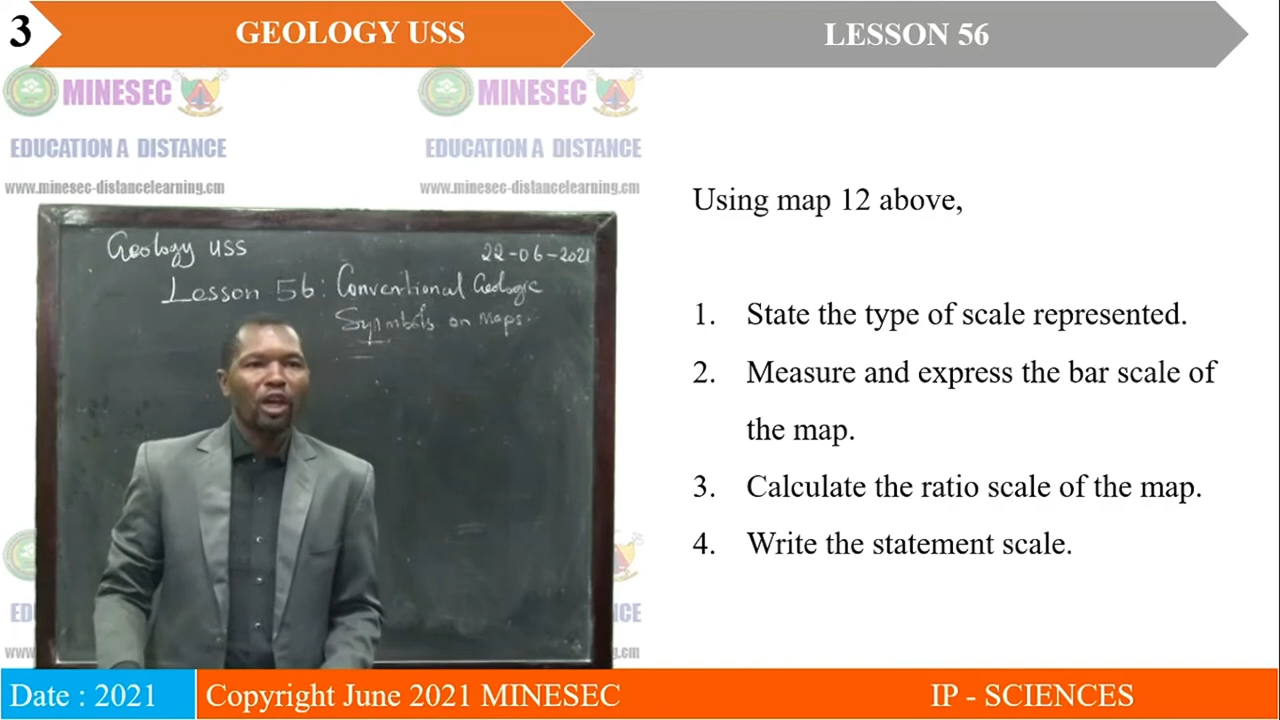 3
GEOLOGY USS
LESSON 56
MINESEC
MINESEC
EDUCATION A DISTANCE
EDUCATION A DISTANCE
www.minesec-distancelearning.cm
www.minesec-distancelearning.cm
Geology USS
22-06-2021
Lesson 56: Conventional Geologic
Symbols on Maps.
Using map 12 above,
1. State the type of scale represented.
2. Measure and express the bar scale of
the map.
3. Calculate the ratio scale of the map.
4. Write the statement scale.
Date : 2021
Copyright June 2021 MINESEC
IP - SCIENCES